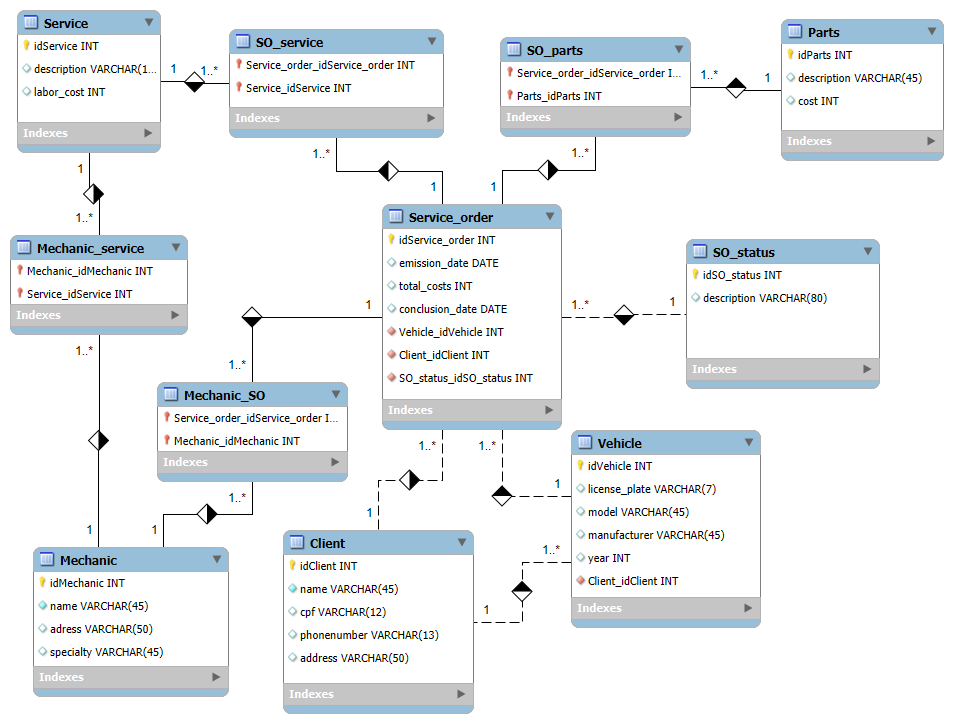 Service
idService INT
description VARCHAR(1...
labor_cost INT
Indexes
1
1..*
SO_service
Service_order_idService_order INT
Service_idService INT
Indexes
SO_parts
Service_order_idService_order I...
Parts_idParts INT
Indexes
1..*
1
Parts
idParts INT
description VARCHAR(45)
cost INT
Indexes
1..*
1
1..*
1
1
1..*
Mechanic_service
Mechanic_idMechanic INT
Service_idService INT
Indexes
Service_order
idService_order INT
emission_date DATE
total_costs INT
conclusion_date DATE
Vehicle_idVehicle INT
Client_idClient INT
SO_status_idSO_status INT
Indexes
1..*
1
SO_status
idSO_status INT
description VARCHAR(80)
Indexes
1
1..*
1..*
Mechanic_SO
Service_order_idService_order I...
Mechanic_idMechanic INT
Indexes
1..*
1
1
1..*
1
1..*
1
Vehicle
idVehicle INT
license_plate VARCHAR(7)
model VARCHAR(45)
manufacturer VARCHAR(45)
year INT
Client_idClient INT
Indexes
1..*
1
Mechanic
idMechanic INT
name VARCHAR(45)
adress VARCHAR(50)
specialty VARCHAR(45)
Indexes
Client
idClient INT
name VARCHAR(45)
cpf VARCHAR(12)
phonenumber VARCHAR(13)
address VARCHAR(50)
Indexes